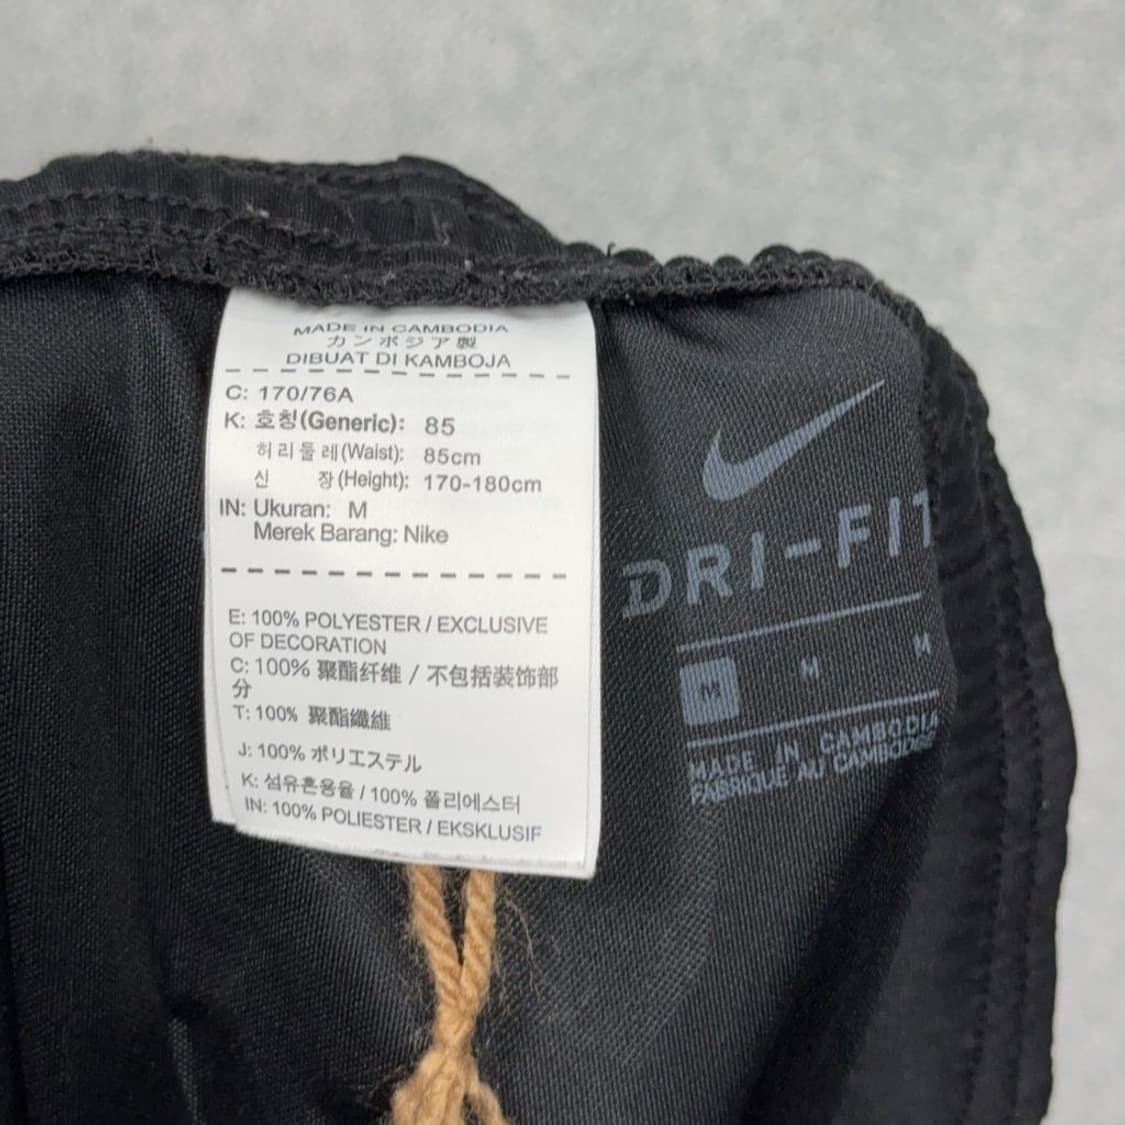 MADE IN CAMBODIA
カンボジア製
DIBUAT DI KAMBOJA
C: 170/76A
K: 호칭(Generic): 85
허리둘레(Waist): 85cm
신 장(Height): 170-180cm
IN: Ukuran: M
Merek Barang: Nike
E: 100% POLYESTER / EXCLUSIVE
OF DECORATION
C: 100% 聚酯纤维 / 不包括装饰部
分
T: 100% 聚酯纖維
J: 100% ポリエステル
K: 섬유혼용율 / 100% 폴리에스터
IN: 100% POLIESTER / EKSKLUSIF
DRI-FIT
M M M
MADE IN CAMBODIA
FABRIQUÉ AU CAMBODGE